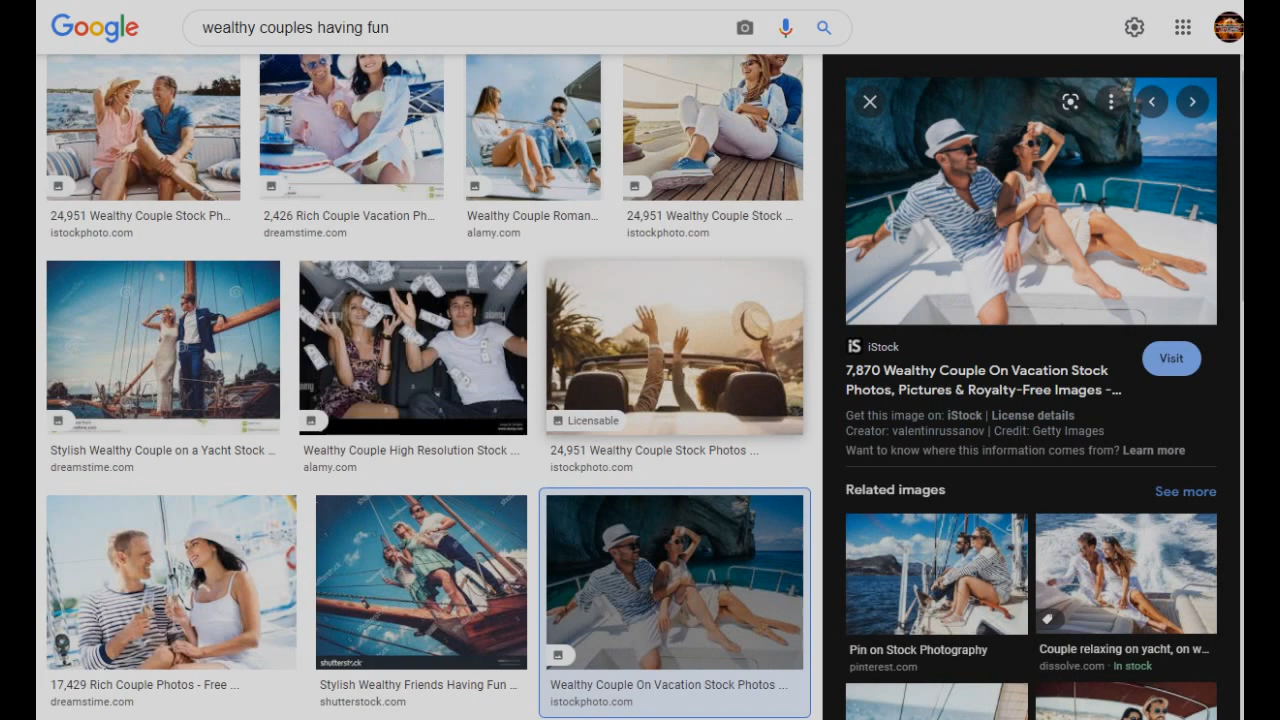 Google
wealthy couples having fun
24,951 Wealthy Couple Stock Ph...
istockphoto.com
2,426 Rich Couple Vacation Ph...
dreamstime.com
Wealthy Couple Roman...
alamy.com
24,951 Wealthy Couple Stock ...
istockphoto.com
Stylish Wealthy Couple on a Yacht Stock ...
dreamstime.com
alamy
Wealthy Couple High Resolution Stock ...
alamy.com
Licensable
24,951 Wealthy Couple Stock Photos ...
istockphoto.com
17,429 Rich Couple Photos - Free ...
dreamstime.com
shutterstock
Stylish Wealthy Friends Having Fun ...
shutterstock.com
Wealthy Couple On Vacation Stock Photos ...
istockphoto.com
iS iStock
Visit
7,870 Wealthy Couple On Vacation Stock
Photos, Pictures & Royalty-Free Images -...
Get this image on: iStock | License details
Creator: valentinrussanov | Credit: Getty Images
Want to know where this information comes from? Learn more
Related images
See more
Pin on Stock Photography
pinterest.com
Couple relaxing on yacht, on w...
dissolve.com · In stock